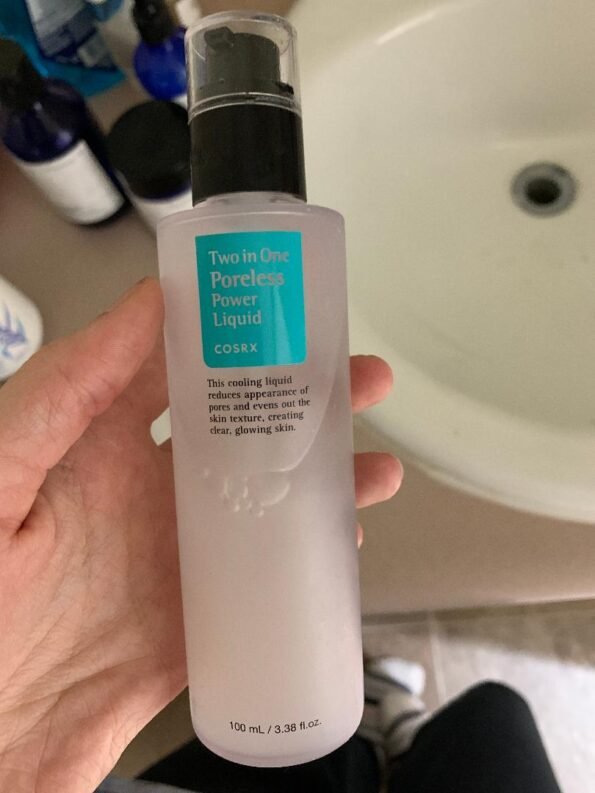 Two in One
Poreless
Power
Liquid
COSRX
This cooling liquid
reduces appearance of
pores and evens out the
skin texture, creating
clear, glowing skin.
100 mL / 3.38 fl.oz.